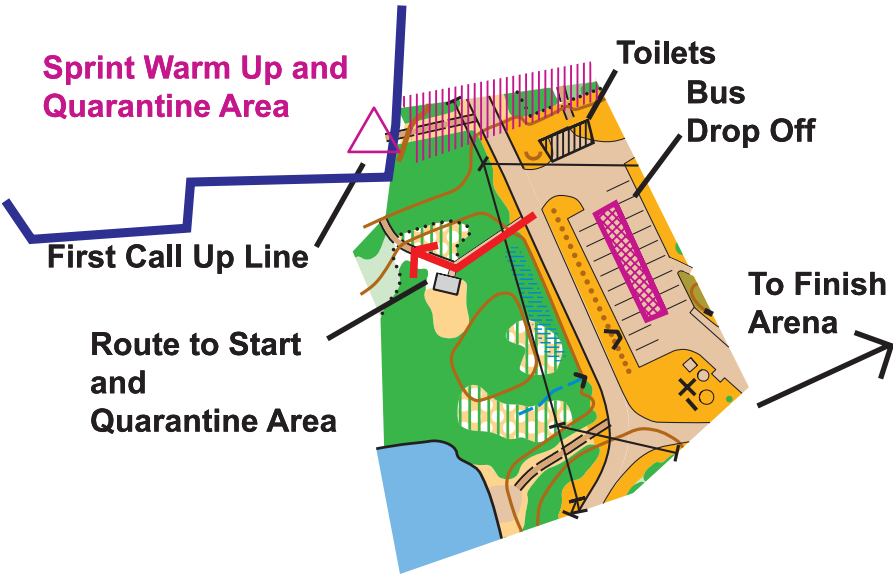 Sprint Warm Up and
Quarantine Area
Toilets
Bus
Drop Off
First Call Up Line
To Finish
Arena
Route to Start
and
Quarantine Area